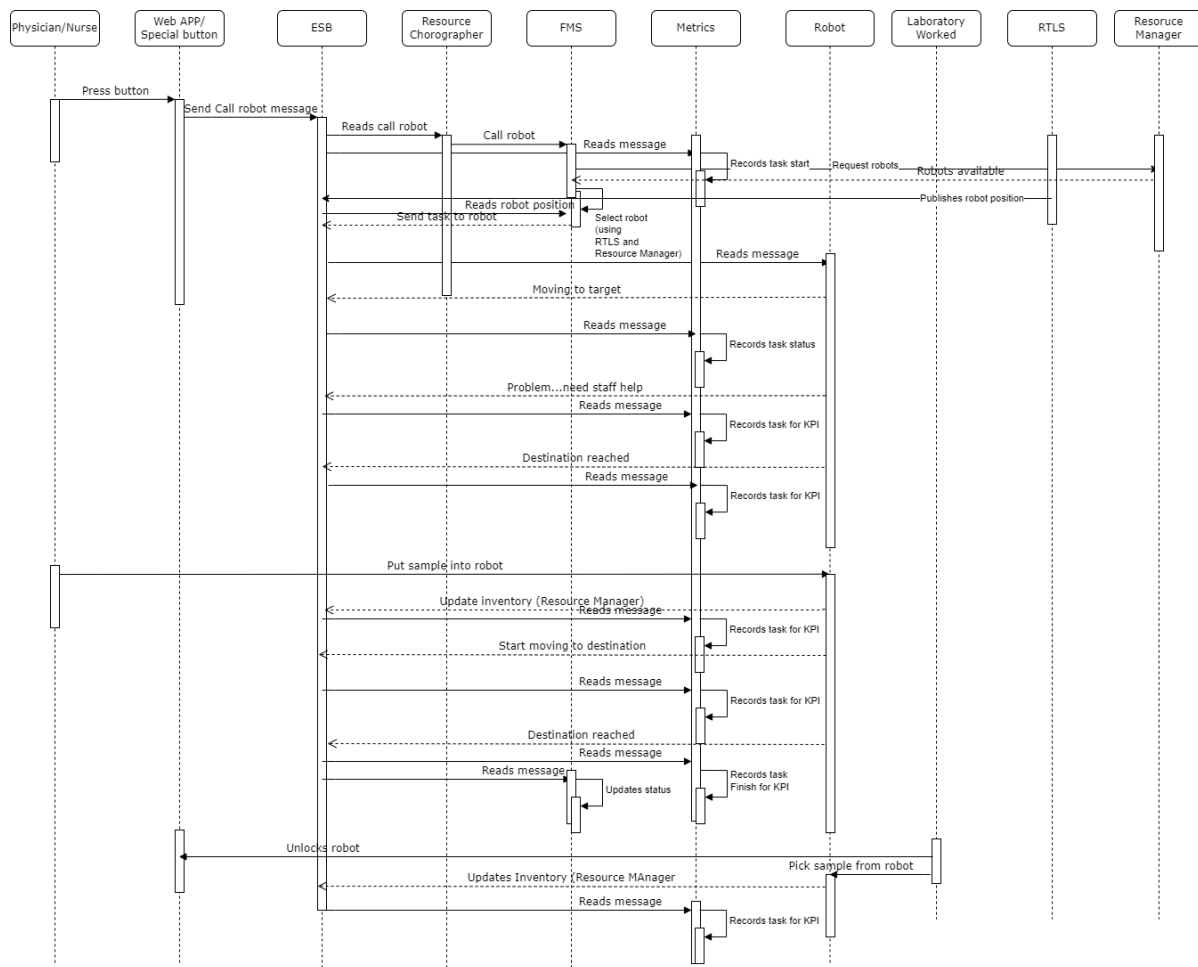 Physician/Nurse
Web APP/
Special button
ESB
Resource
Chorographer
FMS
Metrics
Robot
Laboratory
Worked
RTLS
Resoruce
Manager
Press button
Send Call robot message
Reads call robot
Call robot
Reads message
Records task start
Request robots
Robots available
Publishes robot position
Reads robot position
Send task to robot
Select robot
(using
RTLS and
Resource Manager)
Reads message
Moving to target
Reads message
Records task status
Problem...need staff help
Reads message
Records task for KPI
Destination reached
Reads message
Records task for KPI
Put sample into robot
Update inventory (Resource Manager)
Reads message
Records task for KPI
Start moving to destination
Reads message
Records task for KPI
Destination reached
Reads message
Reads message
Records task
Finish for KPI
Updates status
Unlocks robot
Pick sample from robot
Updates Inventory (Resource MAnager
Reads message
Records task for KPI